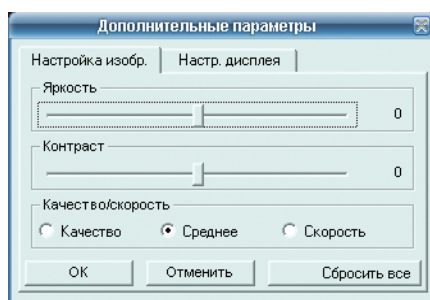 Дополнительные параметры
Настройка изобр. Настр. дисплея
Яркость
0
Контраст
0
Качество/скорость
Качество Среднее Скорость
OK Отменить Сбросить все